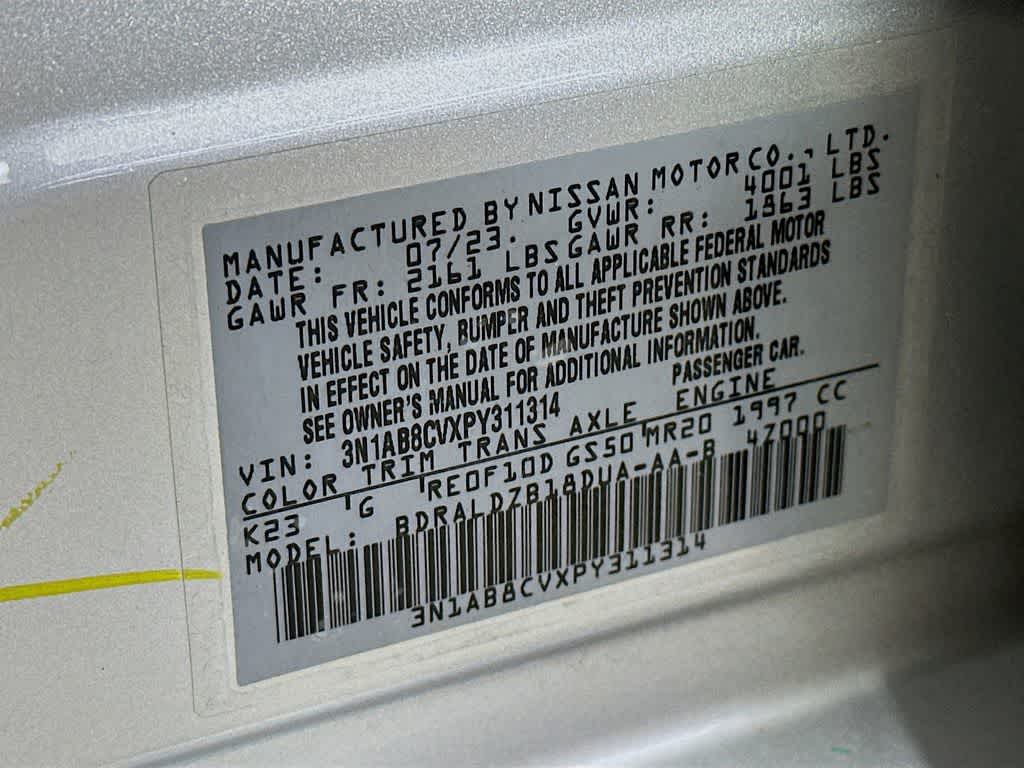 MANUFACTURED BY NISSAN MOTOR CO., LTD.
DATE: 07/23. GVWR: 4001 LBS
GAWR FR: 2161 LBS GAWR RR: 1863 LBS
THIS VEHICLE CONFORMS TO ALL APPLICABLE FEDERAL MOTOR
VEHICLE SAFETY, BUMPER AND THEFT PREVENTION STANDARDS
IN EFFECT ON THE DATE OF MANUFACTURE SHOWN ABOVE.
SEE OWNER'S MANUAL FOR ADDITIONAL INFORMATION.
VIN: 3N1AB8CVXPY311314 PASSENGER CAR.
COLOR TRIM TRANS AXLE ENGINE
K23 G RE0F10D GS50 MR20 1997 CC
MODEL: BDRALDZB18DUA-AA-B 47000
3N1AB8CVXPY311314